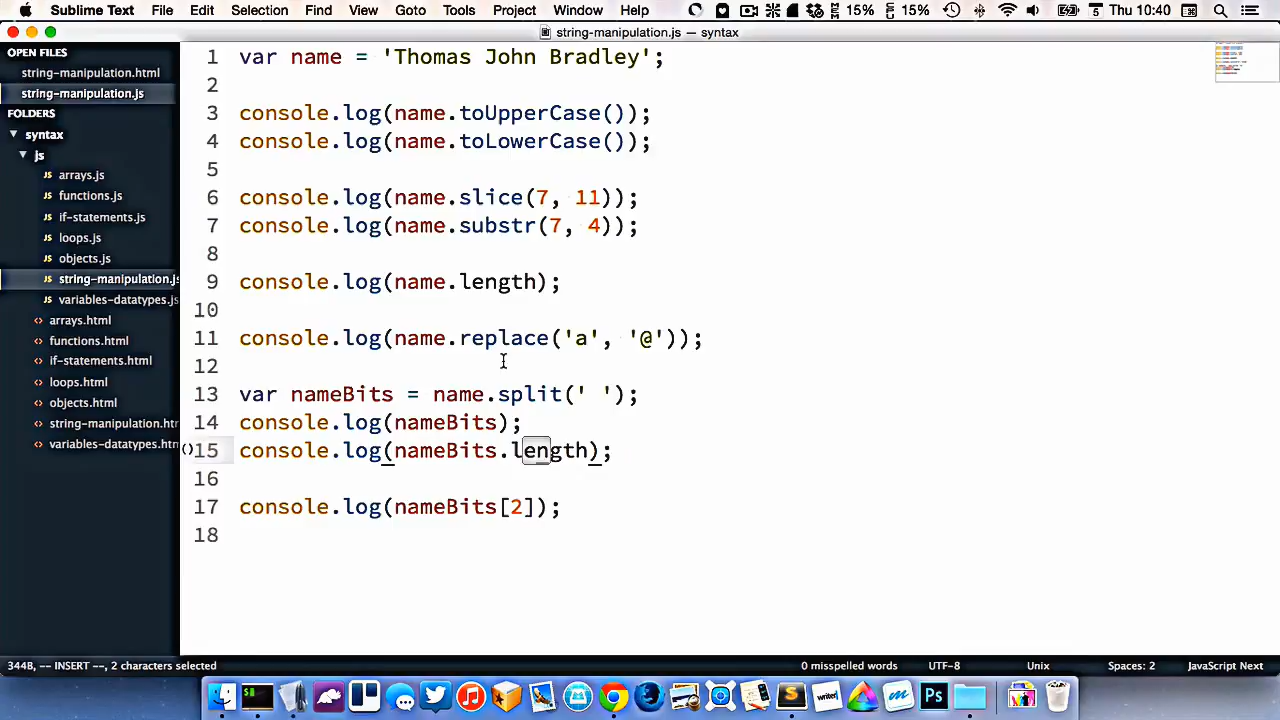 Sublime Text File Edit Selection Find View Goto Tools Project Window Help 15% 15% 5 Thu 10:40
string-manipulation.js — syntax
OPEN FILES
string-manipulation.html
string-manipulation.js
FOLDERS
syntax
js
arrays.js
functions.js
if-statements.js
loops.js
objects.js
string-manipulation.js
variables-datatypes.js
arrays.html
functions.html
if-statements.html
loops.html
objects.html
string-manipulation.htm
variables-datatypes.htm
1 var name = 'Thomas John Bradley';
2
3 console.log(name.toUpperCase());
4 console.log(name.toLowerCase());
5
6 console.log(name.slice(7, 11));
7 console.log(name.substr(7, 4));
8
9 console.log(name.length);
10
11 console.log(name.replace('a', '@'));
12
13 var nameBits = name.split(' ');
14 console.log(nameBits);
()15 console.log(nameBits.length);
16
17 console.log(nameBits[2]);
18
344B, -- INSERT --, 2 characters selected 0 misspelled words UTF-8 Unix Spaces: 2 JavaScript Next
writer
Ps